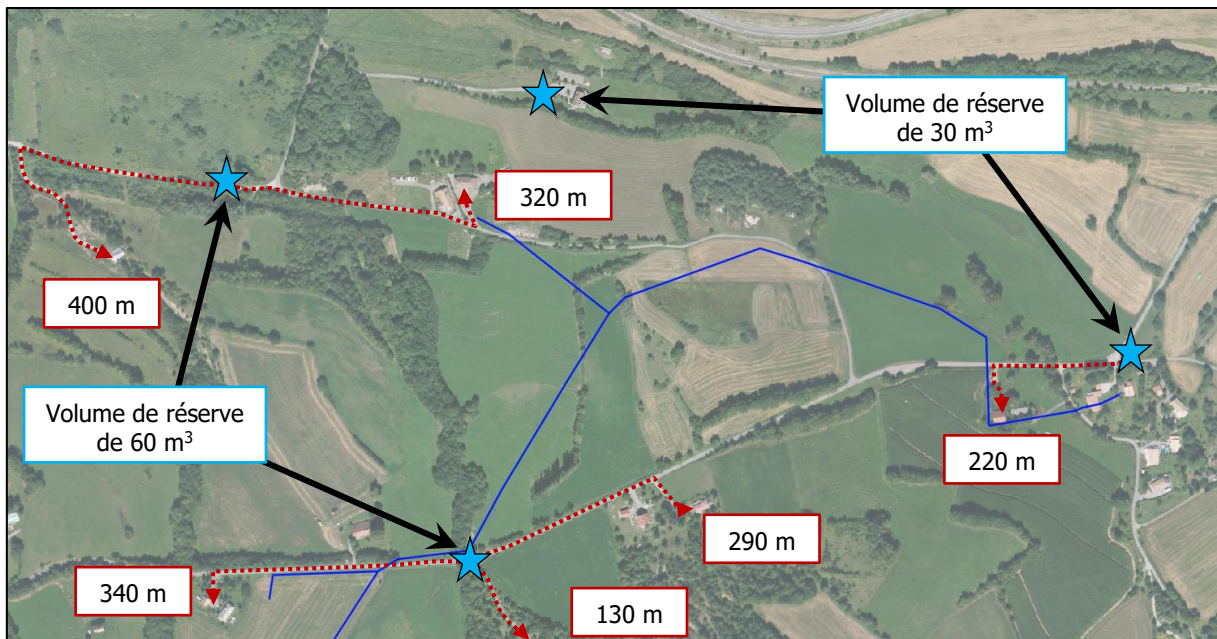 Volume de réserve
de 30 m³
320 m
400 m
Volume de réserve
de 60 m³
220 m
290 m
340 m
130 m